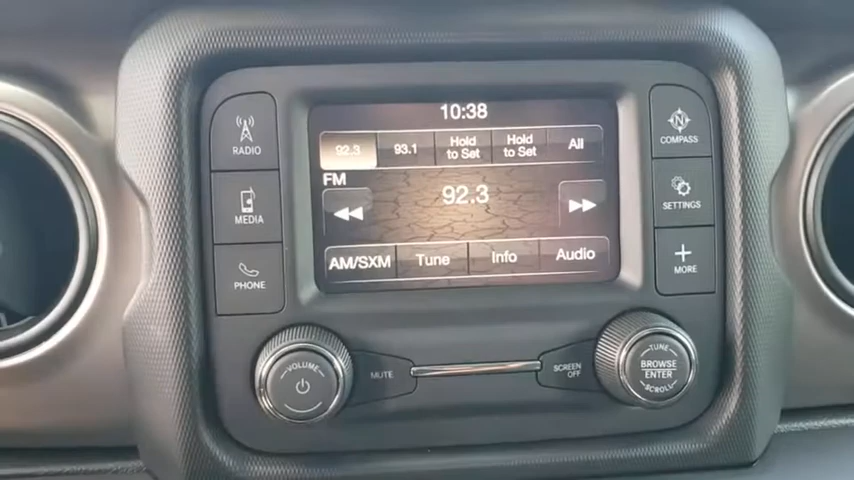 10:38
92.3 93.1 Hold to Set Hold to Set All
FM
92.3
AM/SXM Tune Info Audio
RADIO
MEDIA
PHONE
N
COMPASS
SETTINGS
MORE
VOLUME
MUTE
SCREEN OFF
TUNE
BROWSE
ENTER
SCROLL